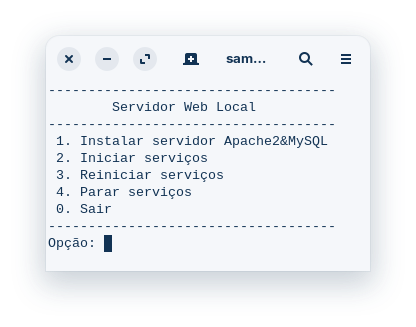 sam...
------------------------------------
Servidor Web Local
------------------------------------
1. Instalar servidor Apache2&MySQL
2. Iniciar serviços
3. Reiniciar serviços
4. Parar serviços
0. Sair
------------------------------------
Opção: